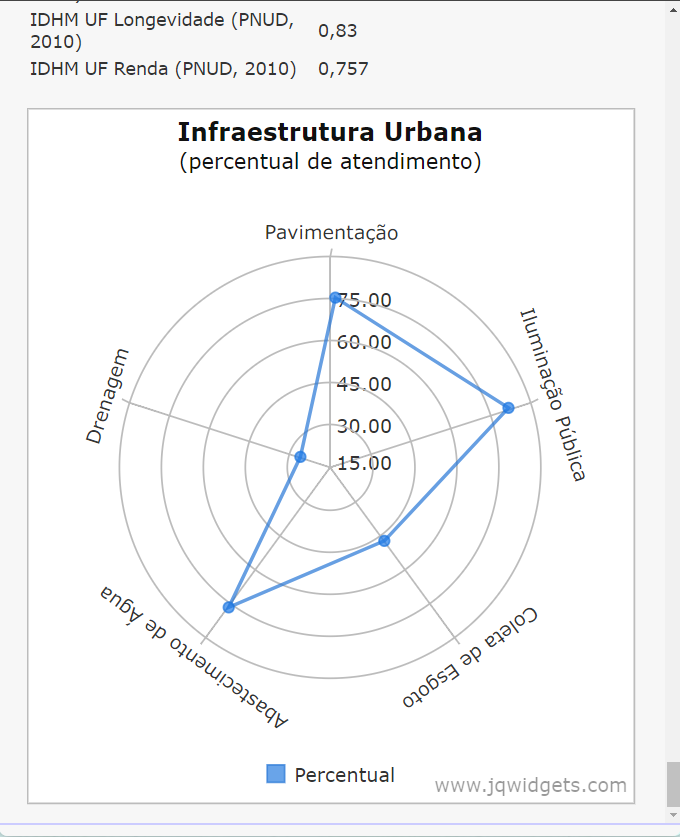 IDHM UF Longevidade (PNUD,
2010)
0,83
IDHM UF Renda (PNUD, 2010)
0,757
Infraestrutura Urbana
(percentual de atendimento)
Pavimentação
Iluminação Pública
Coleta de Esgoto
Abastecimento de Água
Drenagem
75.00
60.00
45.00
30.00
15.00
Percentual
www.jqwidgets.com